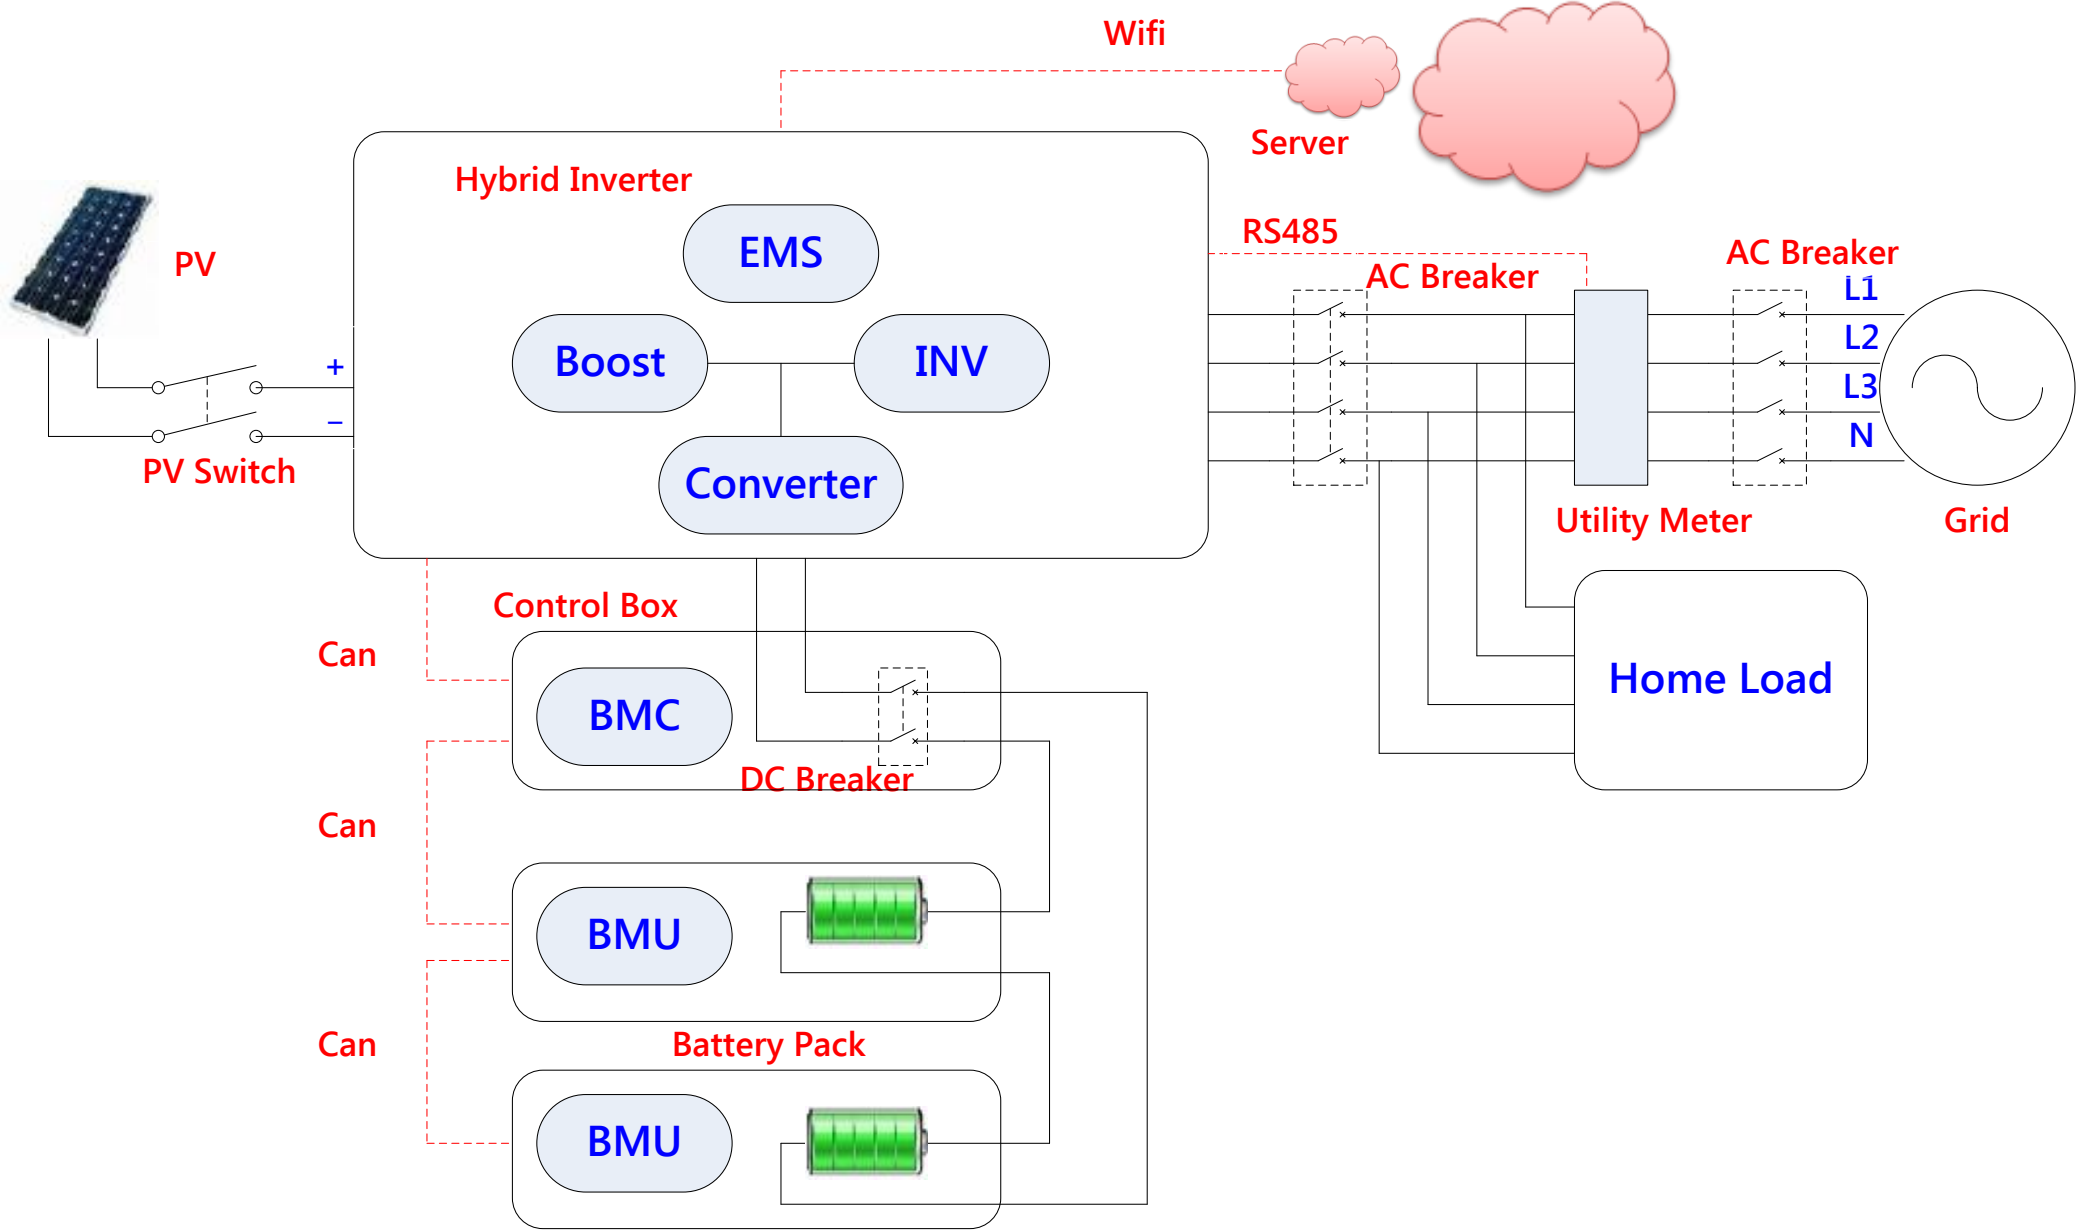 Wifi
Server
Hybrid Inverter
EMS
RS485
PV
AC Breaker
AC Breaker
L1
L2
L3
N
Boost
INV
+
−
PV Switch
Converter
Utility Meter
Grid
Control Box
Can
BMC
Home Load
DC Breaker
Can
BMU
Can
Battery Pack
BMU